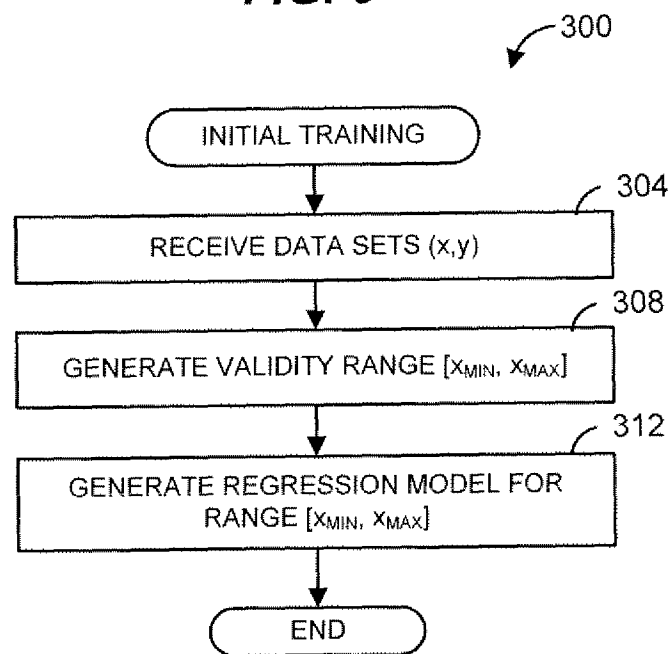 300
INITIAL TRAINING
304
RECEIVE DATA SETS (x,y)
308
GENERATE VALIDITY RANGE [XMIN, XMAX]
312
GENERATE REGRESSION MODEL FOR
RANGE [XMIN, XMAX]
END